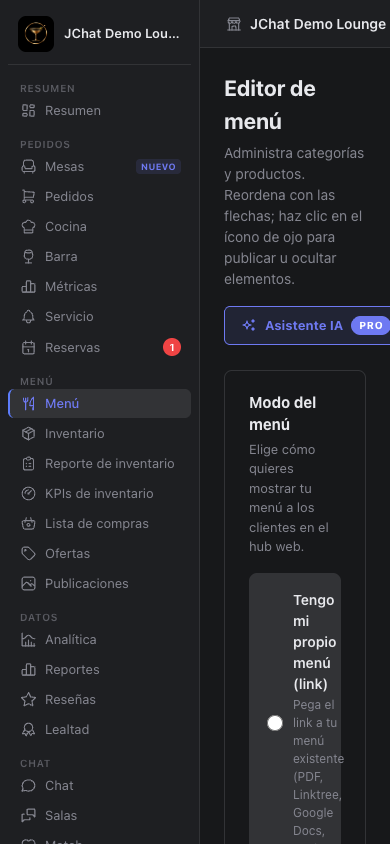 JChat Demo Lou...
RESUMEN
Resumen
PEDIDOS
Mesas NUEVO
Pedidos
Cocina
Barra
Métricas
Servicio
Reservas 1
MENÚ
Menú
Inventario
Reporte de inventario
KPIs de inventario
Lista de compras
Ofertas
Publicaciones
DATOS
Analítica
Reportes
Reseñas
Lealtad
CHAT
Chat
Salas
Match
JChat Demo Lounge
Editor de
menú
Administra categorías
y productos.
Reordena con las
flechas; haz clic en el
ícono de ojo para
publicar u ocultar
elementos.
Asistente IA PRO
Modo del
menú
Elige cómo
quieres
mostrar tu
menú a los
clientes en el
hub web.
Tengo
mi
propio
menú
(link)
Pega el
link a tu
menú
existente
(PDF,
Linktree,
Google
Docs,